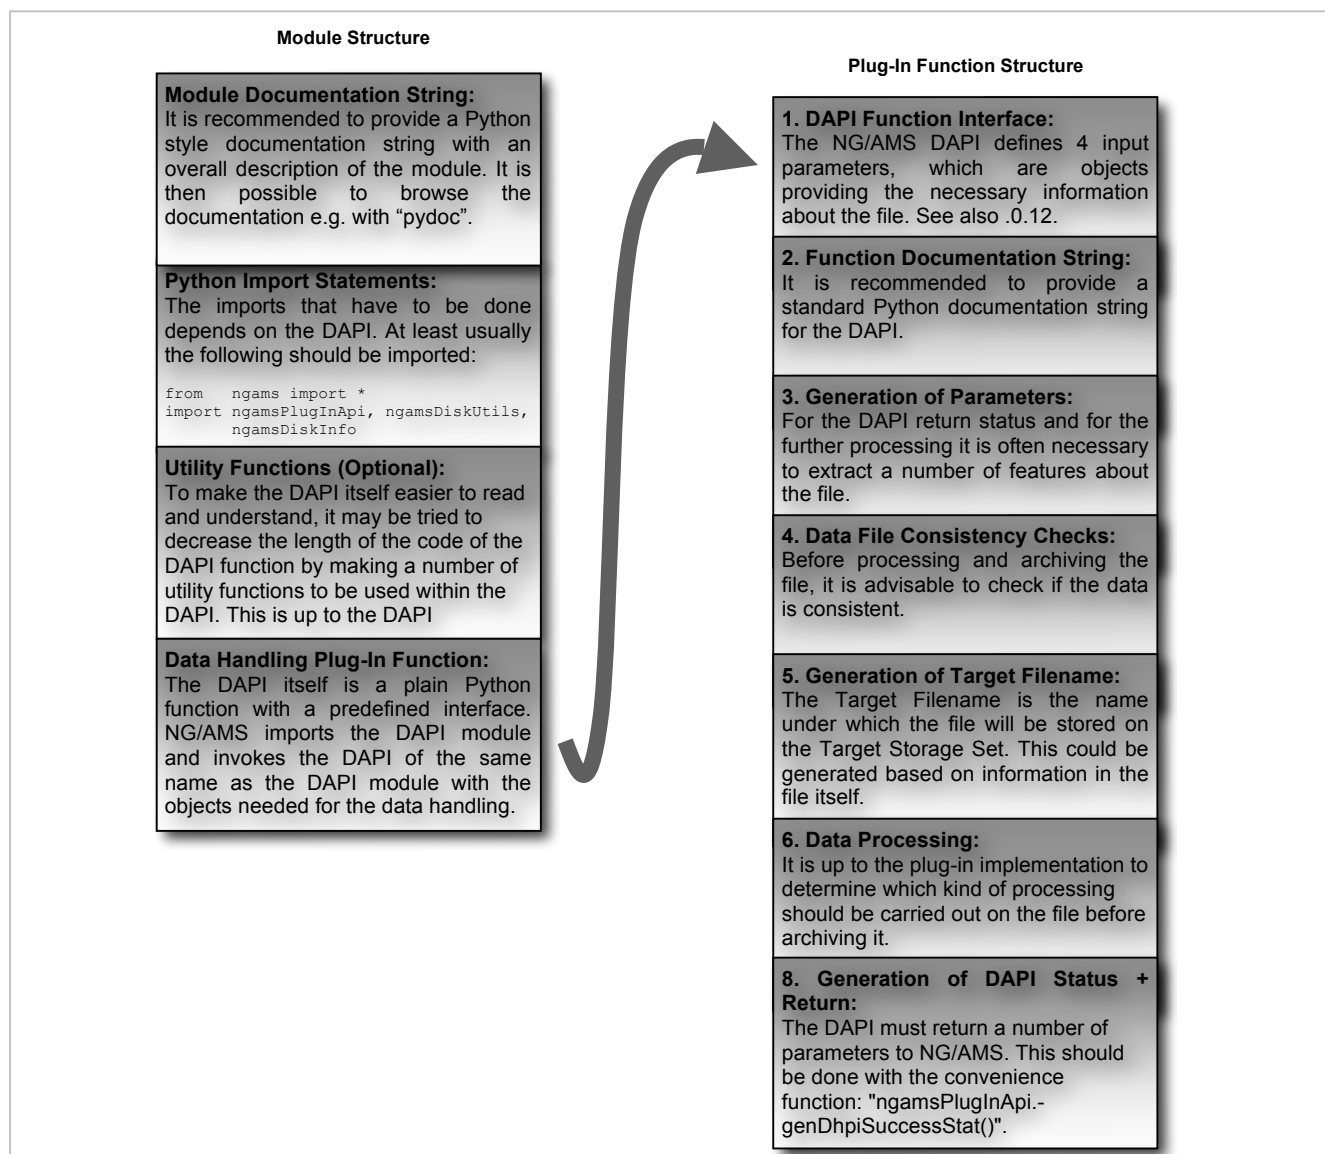 Module Structure
Module Documentation String:
It is recommended to provide a Python
style documentation string with an
overall description of the module. It is
then possible to browse the
documentation e.g. with “pydoc”.
Python Import Statements:
The imports that have to be done
depends on the DAPI. At least usually
the following should be imported:
from ngams import *
import ngamsPlugInApi, ngamsDiskUtils,
ngamsDiskInfo
Utility Functions (Optional):
To make the DAPI itself easier to read
and understand, it may be tried to
decrease the length of the code of the
DAPI function by making a number of
utility functions to be used within the
DAPI. This is up to the DAPI
Data Handling Plug-In Function:
The DAPI itself is a plain Python
function with a predefined interface.
NG/AMS imports the DAPI module
and invokes the DAPI of the same
name as the DAPI module with the
objects needed for the data handling.
Plug-In Function Structure
1. DAPI Function Interface:
The NG/AMS DAPI defines 4 input
parameters, which are objects
providing the necessary information
about the file. See also .0.12.
2. Function Documentation String:
It is recommended to provide a
standard Python documentation string
for the DAPI.
3. Generation of Parameters:
For the DAPI return status and for the
further processing it is often necessary
to extract a number of features about
the file.
4. Data File Consistency Checks:
Before processing and archiving the
file, it is advisable to check if the data
is consistent.
5. Generation of Target Filename:
The Target Filename is the name
under which the file will be stored on
the Target Storage Set. This could be
generated based on information in the
file itself.
6. Data Processing:
It is up to the plug-in implementation to
determine which kind of processing
should be carried out on the file before
archiving it.
8. Generation of DAPI Status +
Return:
The DAPI must return a number of
parameters to NG/AMS. This should
be done with the convenience
function: "ngamsPlugInApi.-
genDhpiSuccessStat()".